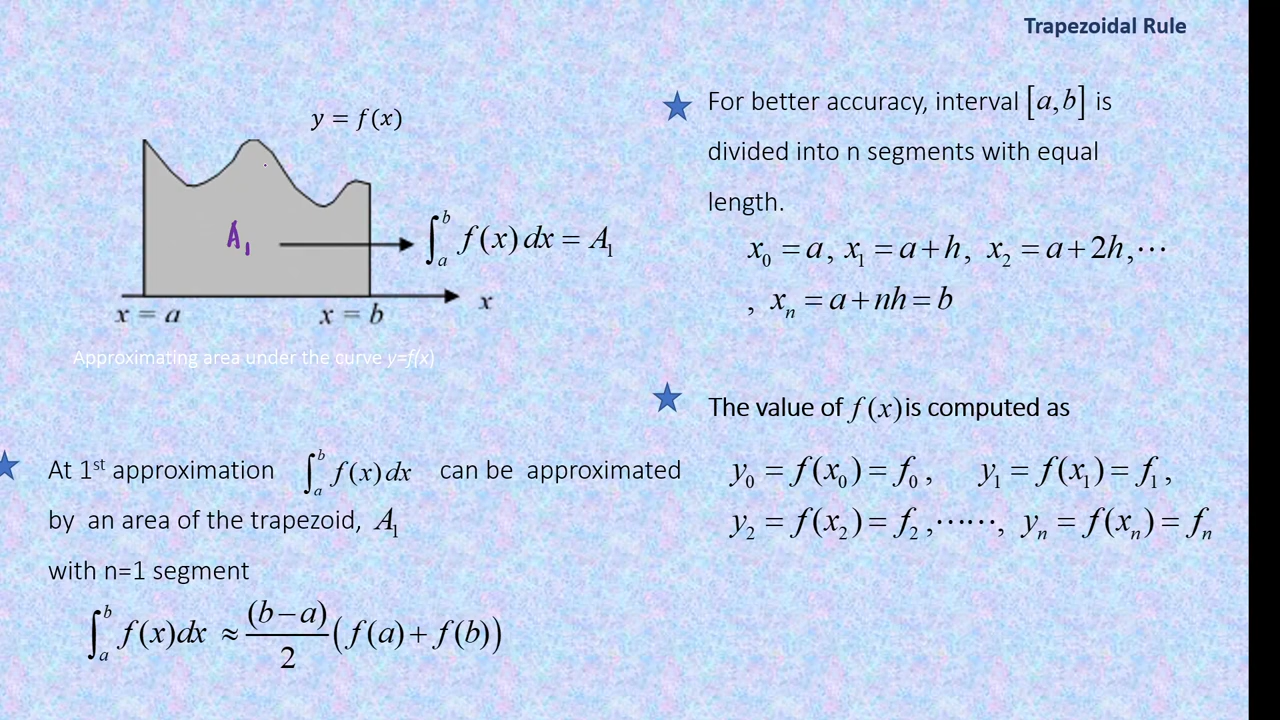 Trapezoidal Rule
y = f(x)
A₁
∫ₐᵇ f(x) dx = A₁
x
x = a
x = b
Approximating area under the curve y=f(x)
At 1st approximation ∫ₐᵇ f(x) dx can be approximated
by an area of the trapezoid, A₁
with n=1 segment
∫ₐᵇ f(x)dx ≈ (b−a)/2 (f(a)+ f(b))
For better accuracy, interval [a,b] is
divided into n segments with equal
length.
x₀ = a, x₁ = a+h, x₂ = a+2h,⋯
, xₙ = a+nh = b
The value of f(x) is computed as
y₀ = f(x₀) = f₀, y₁ = f(x₁) = f₁,
y₂ = f(x₂) = f₂,⋯⋯, yₙ = f(xₙ) = fₙ